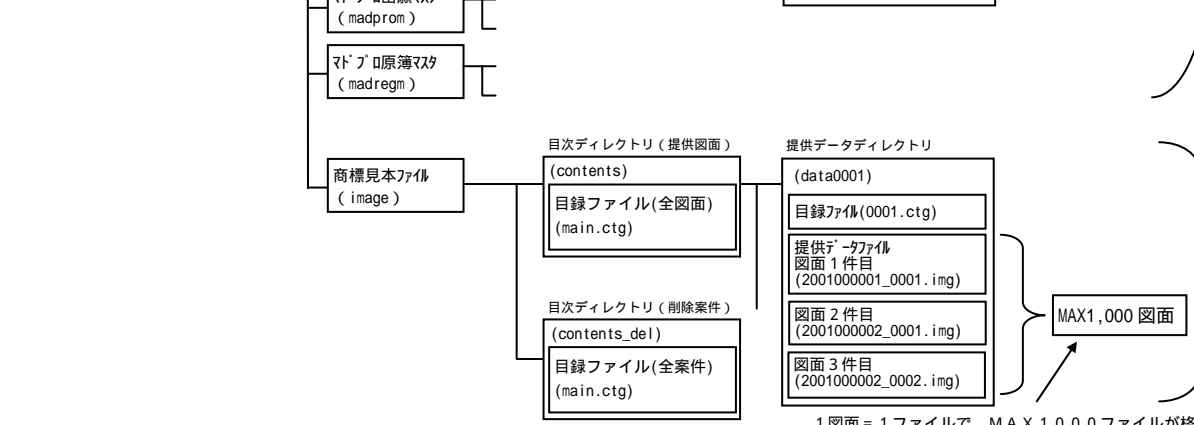 (madprom)
ﾏﾄﾞﾌﾟﾛ原簿ﾏｽﾀ
(madregm)
商標見本ﾌｧｲﾙ
(image)
目次ディレクトリ(提供図面)
(contents)
目録ファイル(全図面)
(main.ctg)
目次ディレクトリ(削除案件)
(contents_del)
目録ファイル(全案件)
(main.ctg)
提供データディレクトリ
(data0001)
目録ﾌｧｲﾙ(0001.ctg)
提供ﾃﾞｰﾀﾌｧｲﾙ
図面1件目
(2001000001_0001.img)
図面2件目
(2001000002_0001.img)
図面3件目
(2001000002_0002.img)
MAX1,000 図面
1図面=1ファイルで、MAX1,000ファイルが格